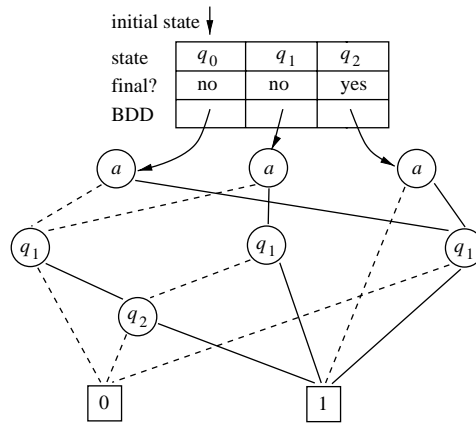 initial state
state q0 q1 q2
final? no no yes
BDD
a a a
q1 q1 q1
q2
0 1